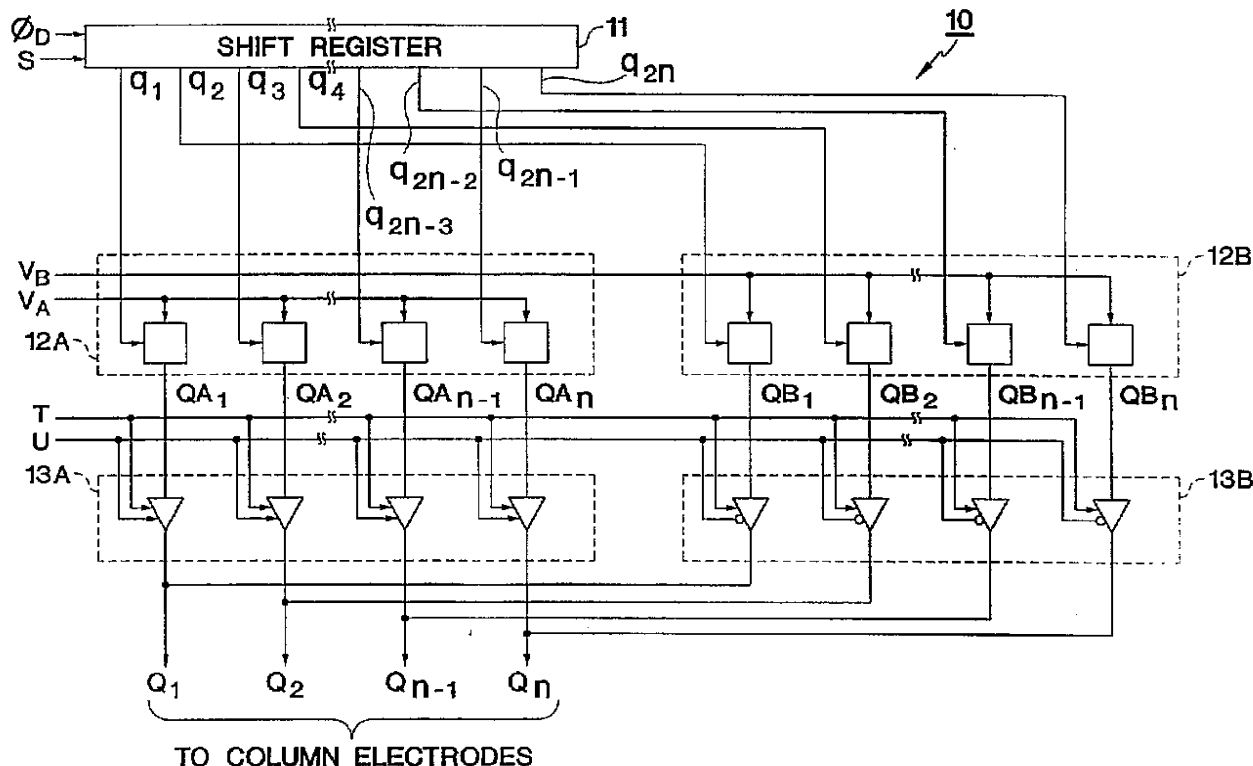 10
11
ØD
S
SHIFT REGISTER
q1 q2 q3 q4 q2n
q2n-2 q2n-1
q2n-3
VB
VA
12A
12B
QA1 QA2 QAn-1 QAn QB1 QB2 QBn-1 QBn
T
U
13A
13B
Q1 Q2 Qn-1 Qn
TO COLUMN ELECTRODES